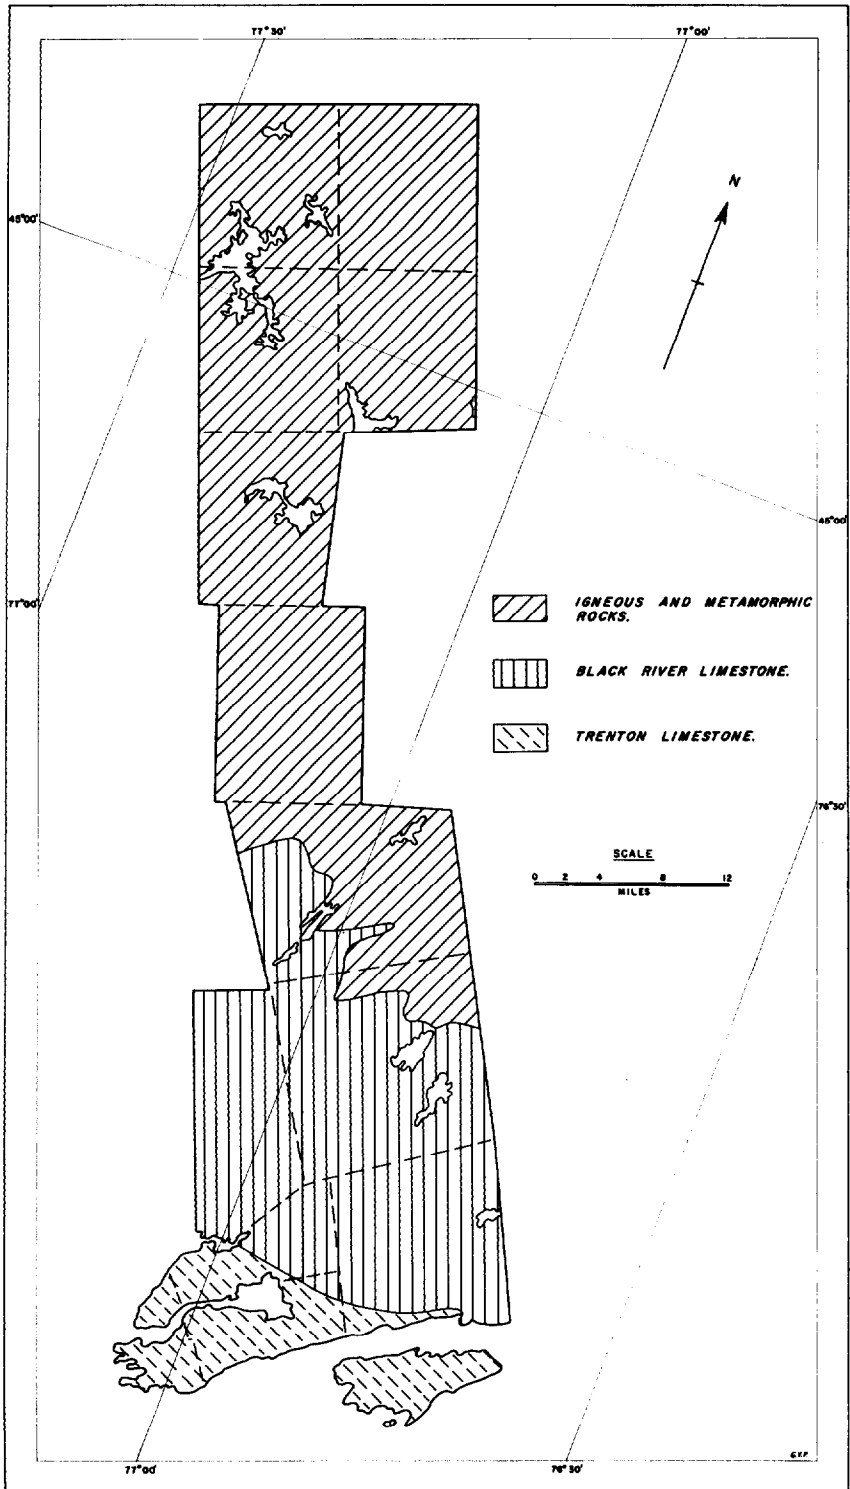 77°30'
77°00'
N
45°00'
45°00'
77°00'
IGNEOUS AND METAMORPHIC
ROCKS.
BLACK RIVER LIMESTONE.
TRENTON LIMESTONE.
76°30'
SCALE
0 2 4 8 12
MILES
77°00'
76°30'